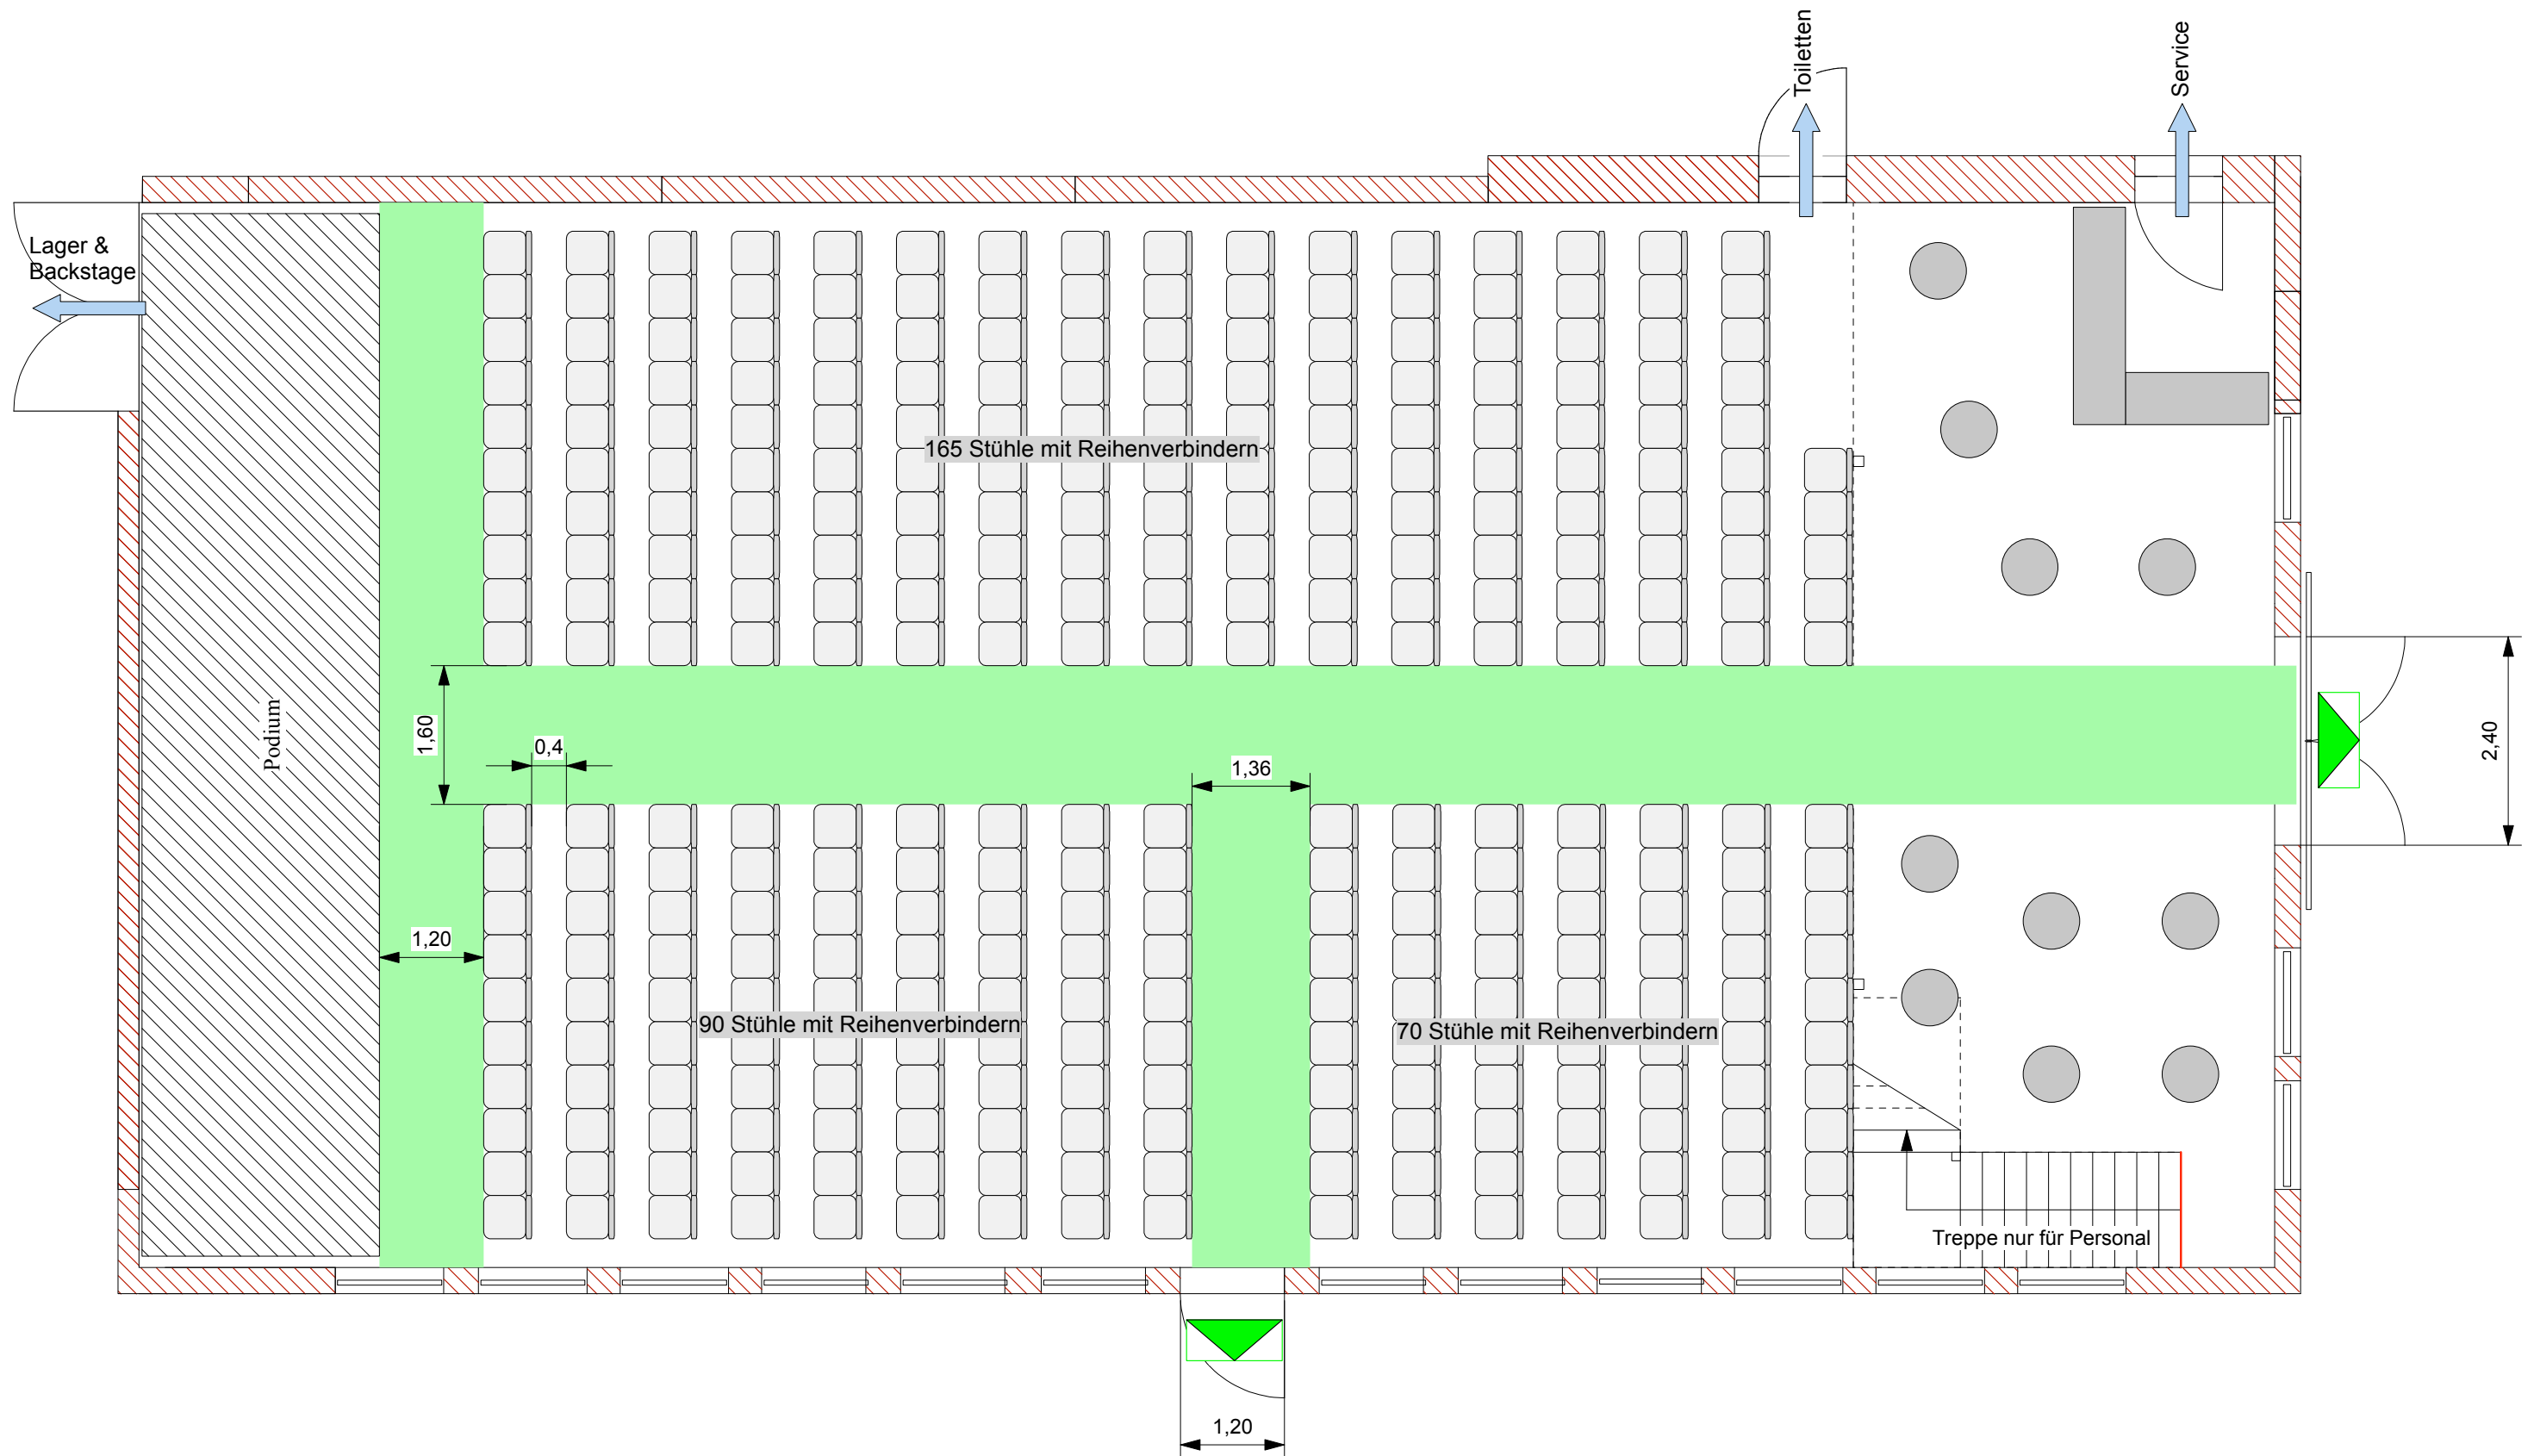 Toiletten
Service
Lager &
Backstage
165 Stühle mit Reihenverbindern
Podium
1,60
0,4
1,36
2,40
1,20
90 Stühle mit Reihenverbindern
70 Stühle mit Reihenverbindern
Treppe nur für Personal
1,20